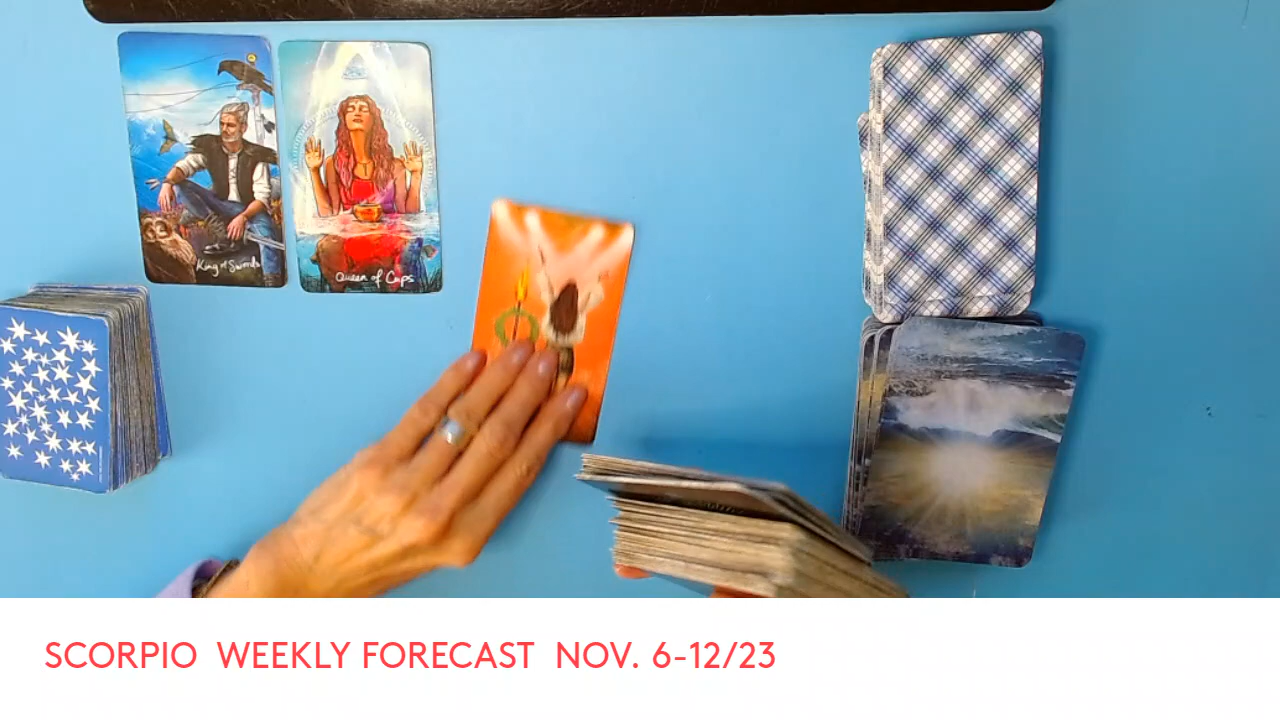 King of Swords
Queen of Cups
SCORPIO WEEKLY FORECAST NOV. 6-12/23